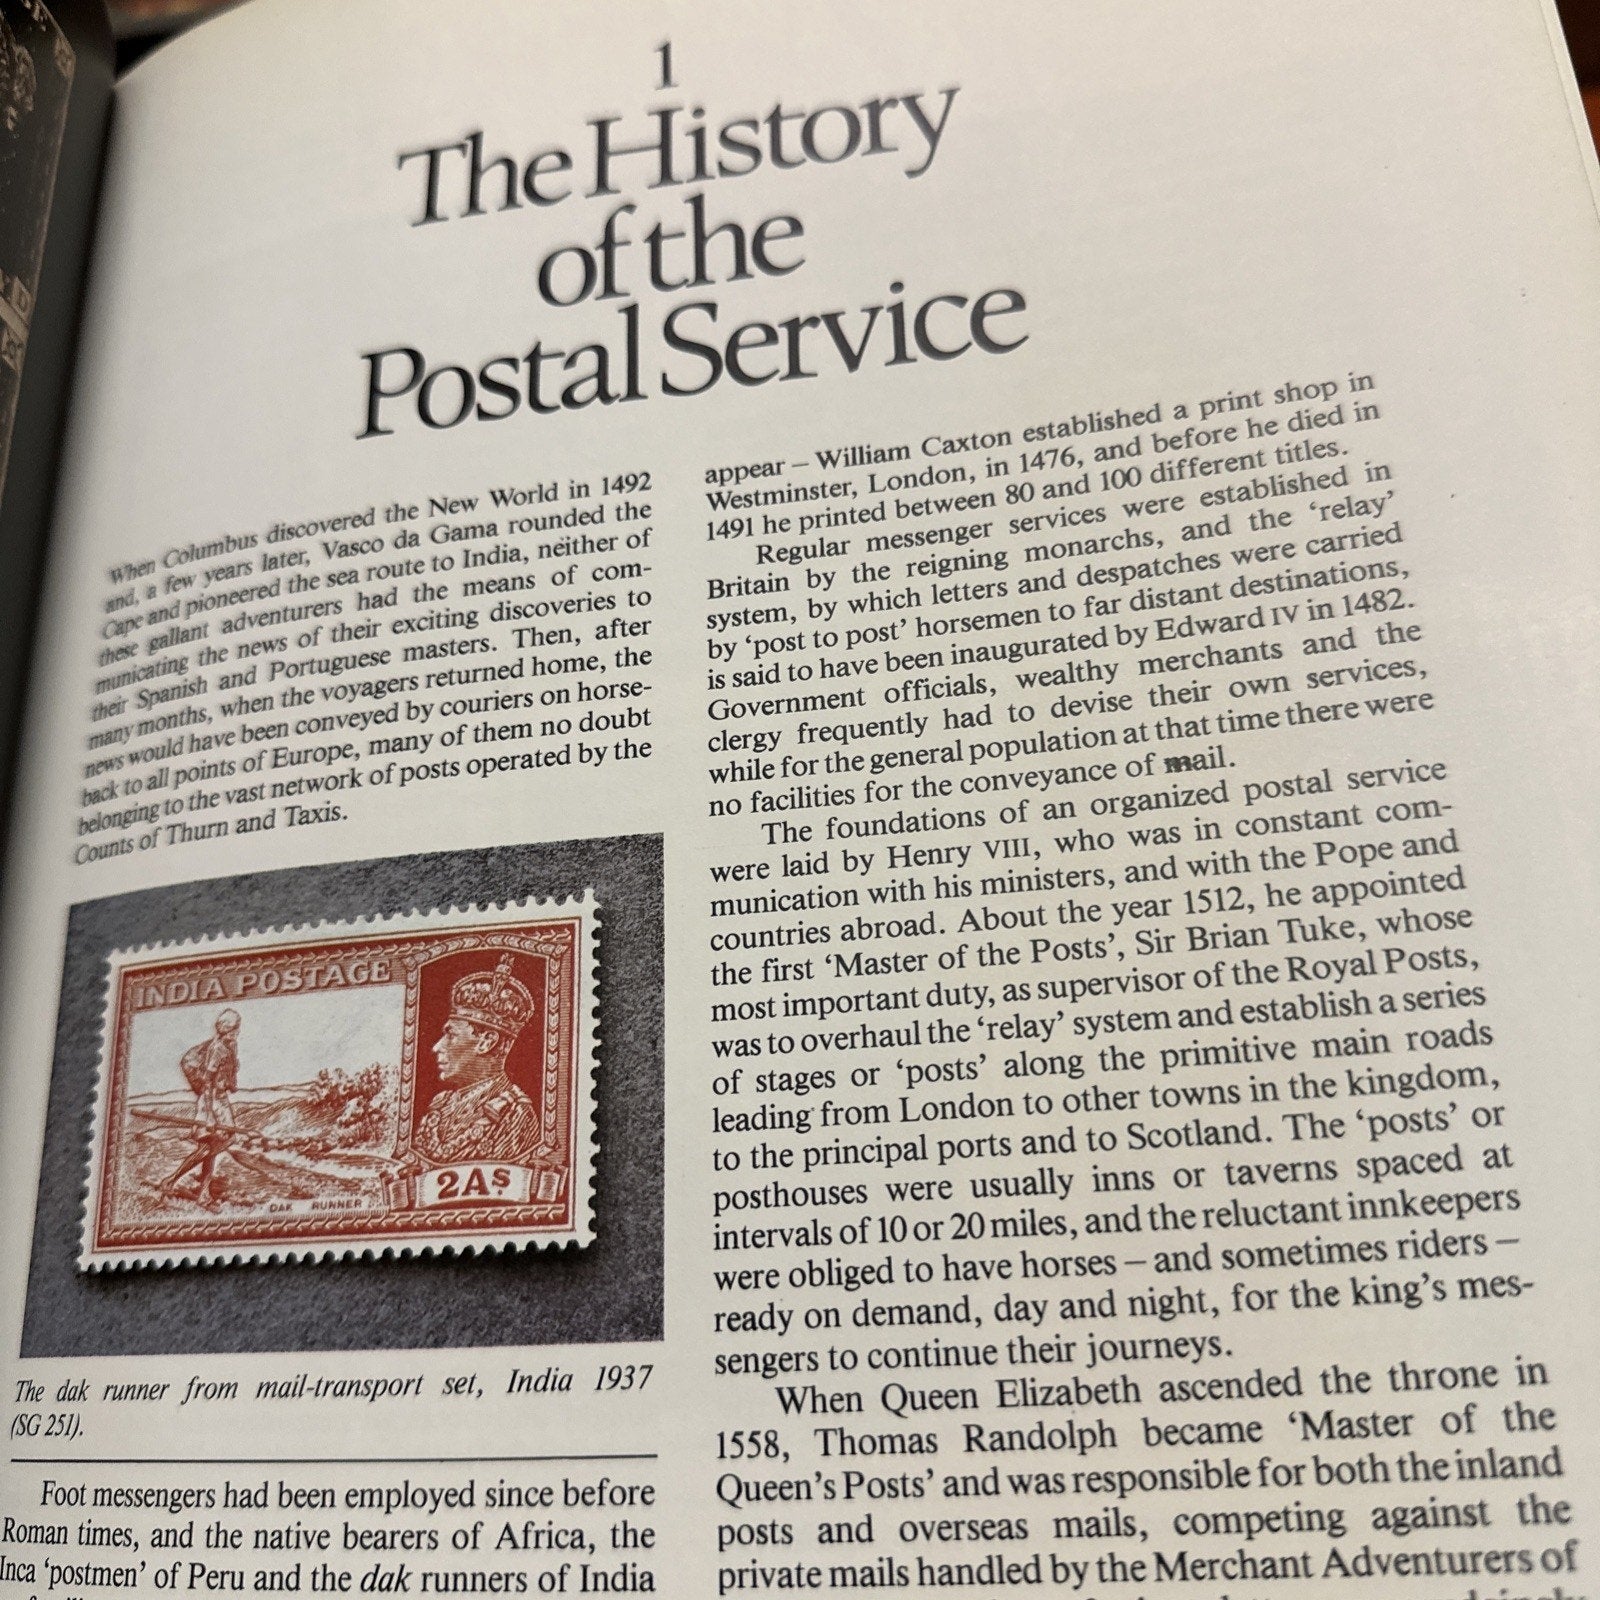 1
The History
of the
Postal Service
When Columbus discovered the New World in 1492
and, a few years later, Vasco da Gama rounded the
Cape and pioneered the sea route to India, neither of
these gallant adventurers had the means of com-
municating the news of their exciting discoveries to
their Spanish and Portuguese masters. Then, after
many months, when the voyagers returned home, the
news would have been conveyed by couriers on horse-
back to all points of Europe, many of them no doubt
belonging to the vast network of posts operated by the
Counts of Thurn and Taxis.
INDIA POSTAGE
2AS
DAK RUNNER
The dak runner from mail-transport set, India 1937
(SG 251).
Foot messengers had been employed since before
Roman times, and the native bearers of Africa, the
Inca ‘postmen’ of Peru and the dak runners of India
appear – William Caxton established a print shop in
Westminster, London, in 1476, and before he died in
1491 he printed between 80 and 100 different titles.
Regular messenger services were established in
Britain by the reigning monarchs, and the ‘relay’
system, by which letters and despatches were carried
by ‘post to post’ horsemen to far distant destinations,
is said to have been inaugurated by Edward IV in 1482.
Government officials, wealthy merchants and the
clergy frequently had to devise their own services,
while for the general population at that time there were
no facilities for the conveyance of mail.
The foundations of an organized postal service
were laid by Henry VIII, who was in constant com-
munication with his ministers, and with the Pope and
countries abroad. About the year 1512, he appointed
the first ‘Master of the Posts’, Sir Brian Tuke, whose
most important duty, as supervisor of the Royal Posts,
was to overhaul the ‘relay’ system and establish a series
of stages or ‘posts’ along the primitive main roads
leading from London to other towns in the kingdom,
to the principal ports and to Scotland. The ‘posts’ or
posthouses were usually inns or taverns spaced at
intervals of 10 or 20 miles, and the reluctant innkeepers
were obliged to have horses – and sometimes riders –
ready on demand, day and night, for the king’s mes-
sengers to continue their journeys.
When Queen Elizabeth ascended the throne in
1558, Thomas Randolph became ‘Master of the
Queen’s Posts’ and was responsible for both the inland
posts and overseas mails, competing against the
private mails handled by the Merchant Adventurers of